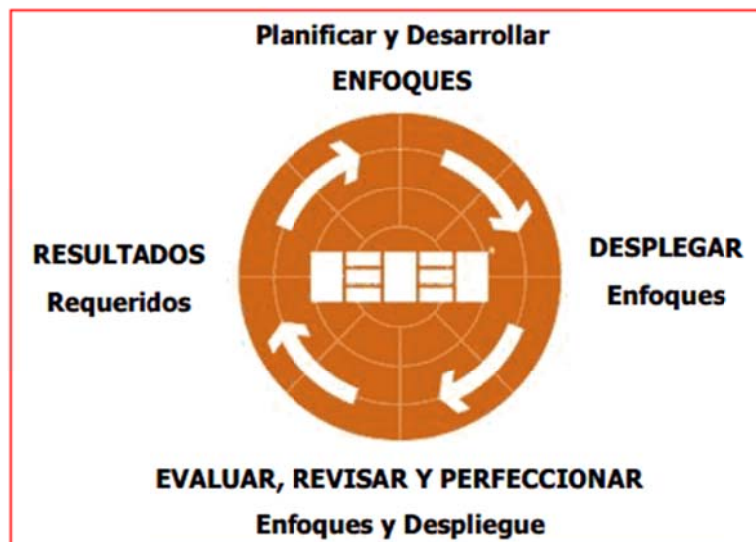 Planificar y Desarrollar
ENFOQUES
RESULTADOS
Requeridos
DESPLEGAR
Enfoques
EVALUAR, REVISAR Y PERFECCIONAR
Enfoques y Despliegue